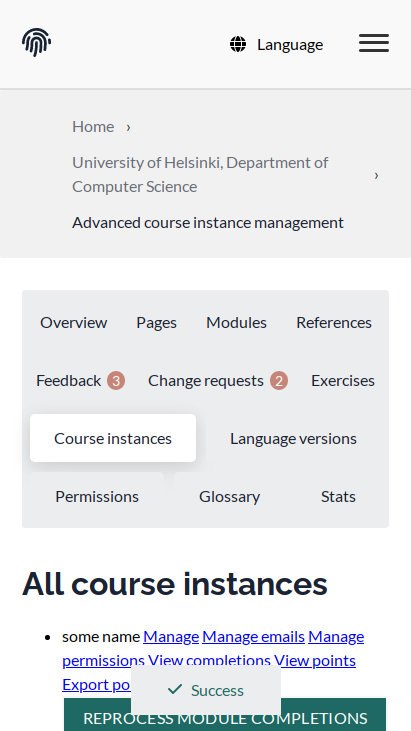 Language
Home ›
University of Helsinki, Department of
Computer Science ›
Advanced course instance management
Overview Pages Modules References
Feedback 3 Change requests 2 Exercises
Course instances Language versions
Permissions Glossary Stats
All course instances
• some name Manage Manage emails Manage
permissions View completions View points
Export
Success
REPROCESS MODULE COMPLETIONS